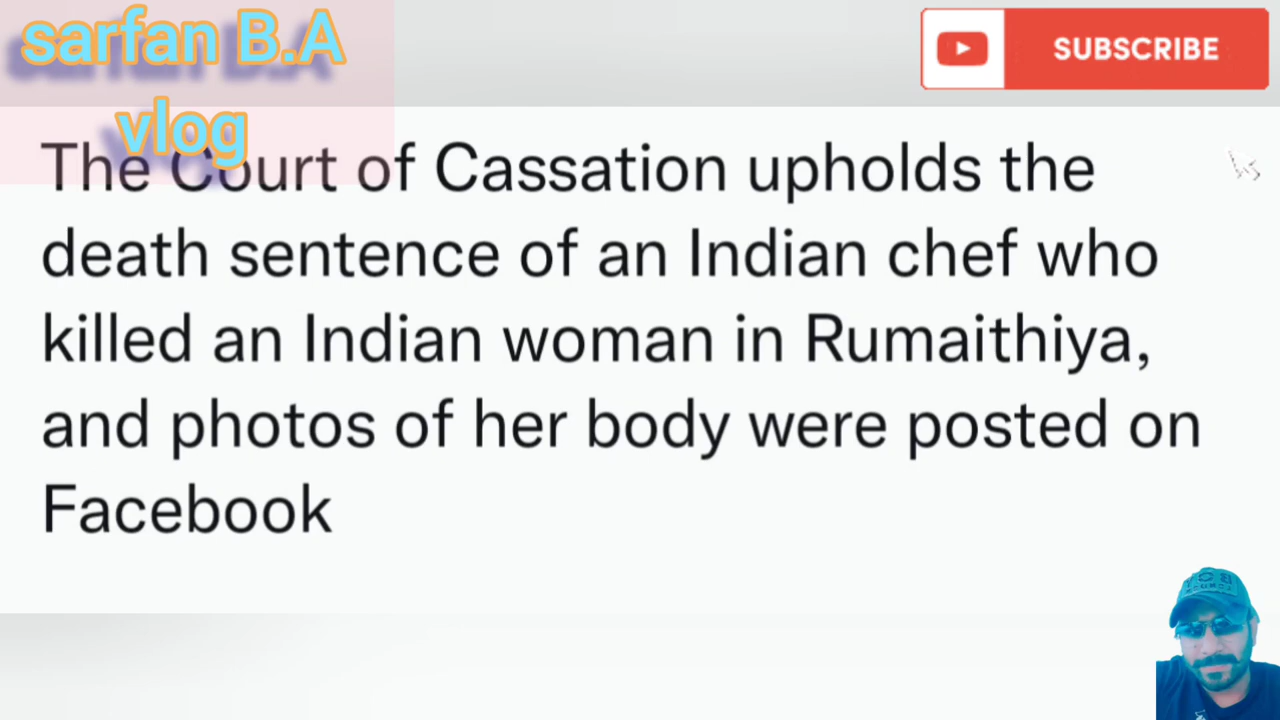 sarfan B.A
vlog
SUBSCRIBE
The Court of Cassation upholds the
death sentence of an Indian chef who
killed an Indian woman in Rumaithiya,
and photos of her body were posted on
Facebook